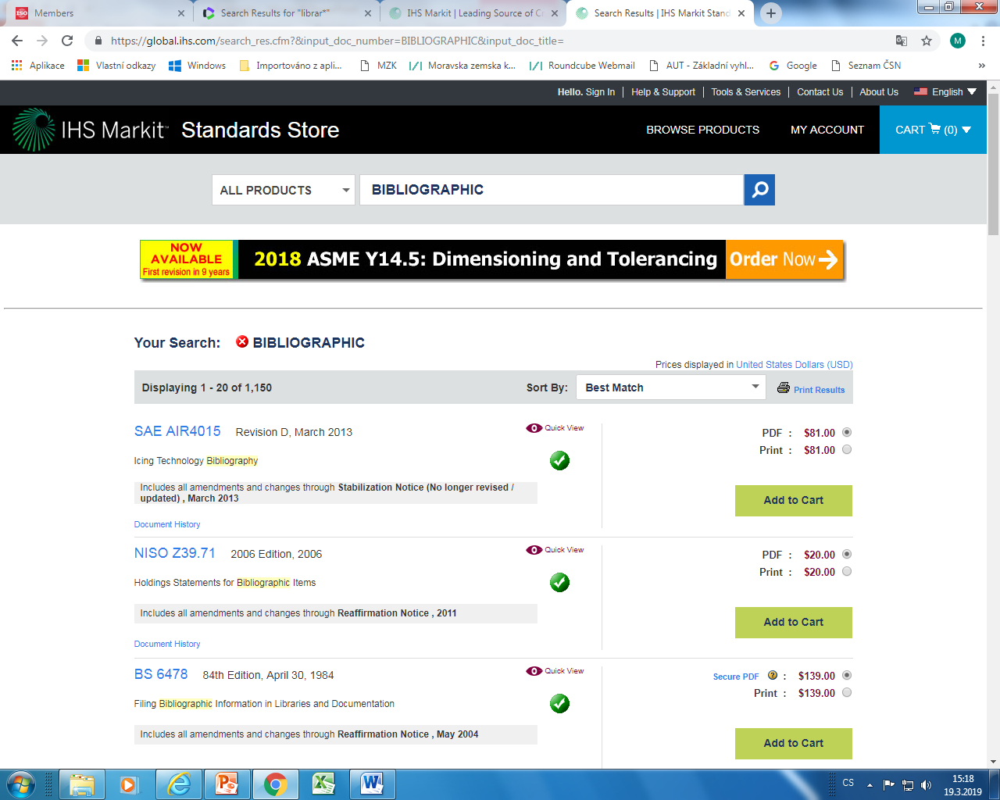 Members
Search Results for "librar*"
IHS Markit | Leading Source of C
Search Results | IHS Markit Stand
https://global.ihs.com/search_res.cfm?&input_doc_number=BIBLIOGRAPHIC&input_doc_title=
M
Aplikace
Vlastní odkazy
Windows
Importováno z apli...
MZK
Moravska zemska k...
Roundcube Webmail
AUT - Základní vyhl...
Google
Seznam ČSN
»
Hello. Sign In | Help & Support | Tools & Services | Contact Us | About Us English
IHS Markit™ Standards Store
BROWSE PRODUCTS MY ACCOUNT CART (0)
ALL PRODUCTS BIBLIOGRAPHIC
NOW
AVAILABLE
First revision in 9 years
2018 ASME Y14.5: Dimensioning and Tolerancing
Order Now
Your Search: BIBLIOGRAPHIC
Prices displayed in United States Dollars (USD)
Displaying 1 - 20 of 1,150 Sort By: Best Match Print Results
SAE AIR4015 Revision D, March 2013 Quick View PDF : $81.00
Print : $81.00
Icing Technology Bibliography
Includes all amendments and changes through Stabilization Notice (No longer revised /
updated) , March 2013
Add to Cart
Document History
NISO Z39.71 2006 Edition, 2006 Quick View PDF : $20.00
Print : $20.00
Holdings Statements for Bibliographic Items
Includes all amendments and changes through Reaffirmation Notice , 2011
Add to Cart
Document History
BS 6478 84th Edition, April 30, 1984 Quick View Secure PDF ? : $139.00
Print : $139.00
Filing Bibliographic Information in Libraries and Documentation
Includes all amendments and changes through Reaffirmation Notice , May 2004
Add to Cart
CS
15:18
19.3.2019